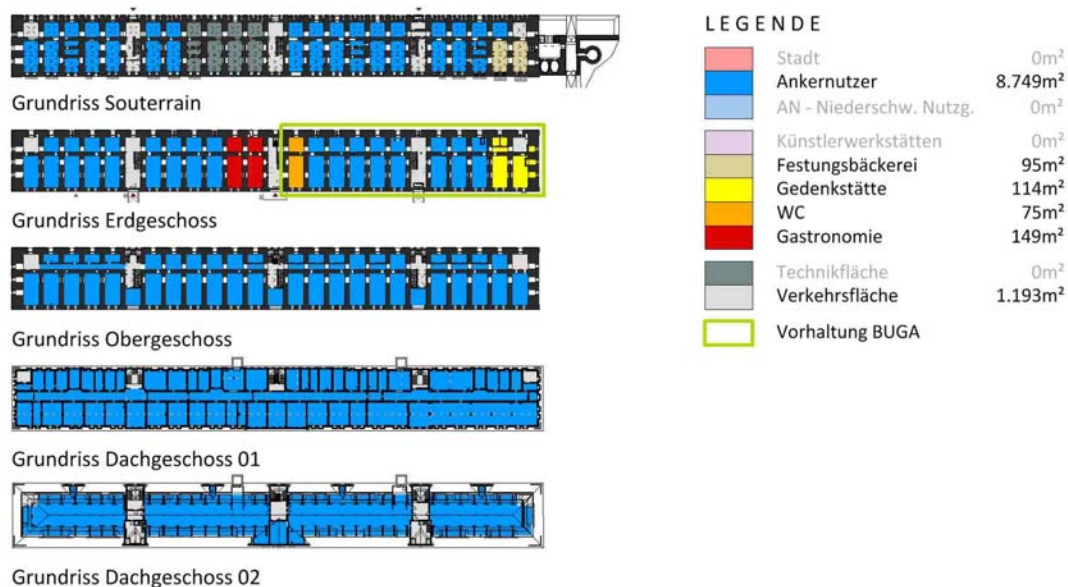 Grundriss Souterrain
Grundriss Erdgeschoss
Grundriss Obergeschoss
Grundriss Dachgeschoss 01
Grundriss Dachgeschoss 02
LEGENDE
Stadt 0m²
Ankernutzer 8.749m²
AN - Niederschw. Nutzg. 0m²
Künstlerwerkstätten 0m²
Festungsbäckerei 95m²
Gedenkstätte 114m²
WC 75m²
Gastronomie 149m²
Technikfläche 0m²
Verkehrsfläche 1.193m²
Vorhaltung BUGA